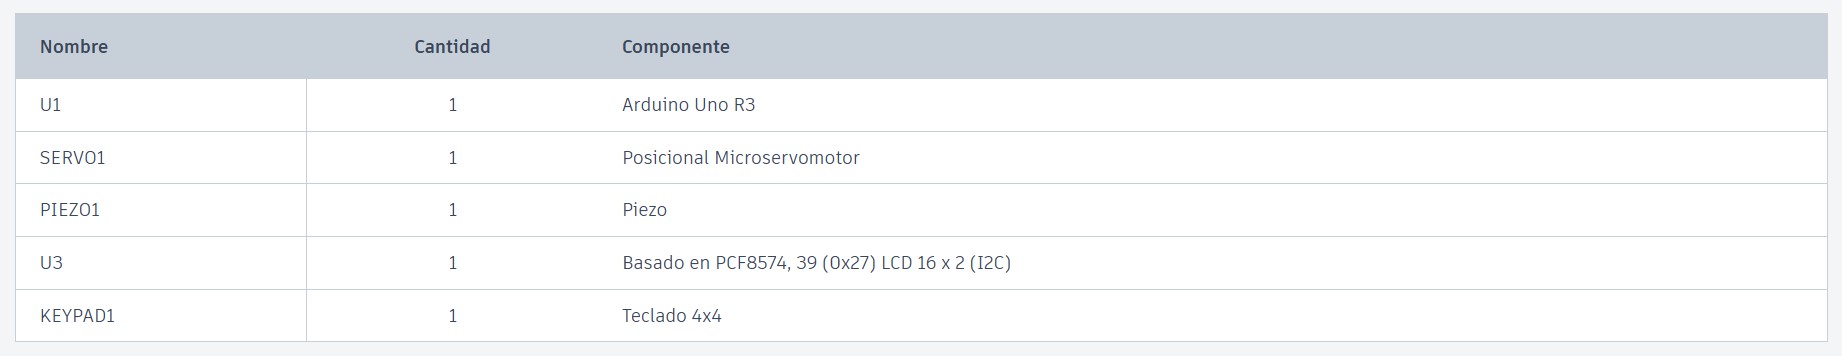 Nombre Cantidad Componente
U1 1 Arduino Uno R3
SERVO1 1 Posicional Microservomotor
PIEZO1 1 Piezo
U3 1 Basado en PCF8574, 39 (0x27) LCD 16 x 2 (I2C)
KEYPAD1 1 Teclado 4x4